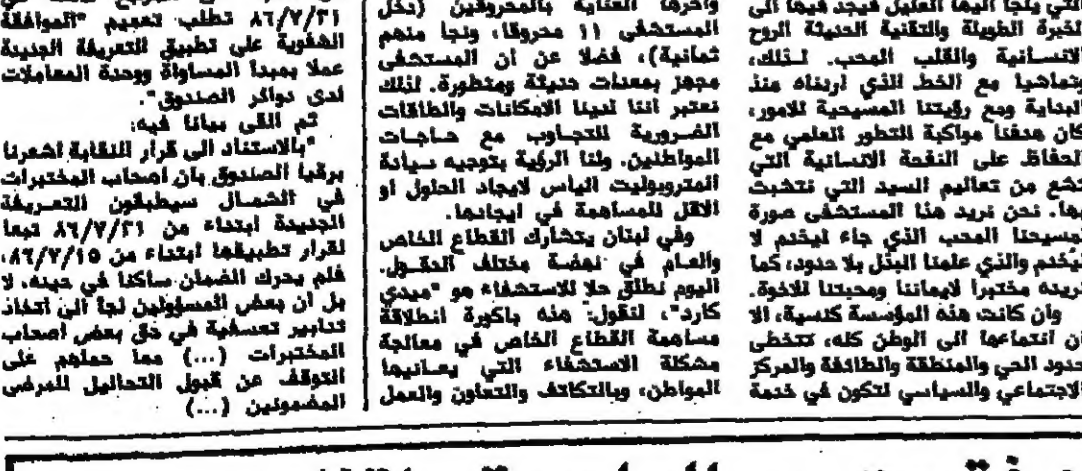 التي يلجأ اليها العليل فيجد فيها الى
الخبرة الطويلة والتقنية الحديثة الروح
الانسانية والقلب المحب. لذلك،
وتماشيا مع الخط الذي اردناه منذ
البداية ومع رؤيتنا المسيحية للامور،
كان هدفنا مواكبة التطور العلمي مع
الحفاظ على النفحة الانسانية التي
تشع من تعاليم السيد التي نتشبث
بها. نحن نريد هذا المستشفى صورة
لمسيحنا المحب الذي جاء ليخدم لا
ليُخدم والذي علمنا البذل بلا حدود، كما
نريده مختبرا لايماننا ومحبتنا للاخوة.
وان كانت هذه المؤسسة كنسية، الا
ان انتماءها الى الوطن كله، تتخطى
حدود الحي والمنطقة والطائفة والمركز
الاجتماعي والسياسي لتكون في خدمة
وآخرها العناية بالمحروقين (دخل
المستشفى ١١ محروقا، ونجا منهم
ثمانية)، فضلا عن ان المستشفى
مجهز بمعدات حديثة ومتطورة. لذلك
نعتبر اننا لدينا الامكانات والطاقات
الضرورية للتجاوب مع حاجات
المواطنين. ولنا الرؤية بتوجيه سيادة
المتروبوليت الياس لايجاد الحلول او
الاقل للمساهمة في ايجادها.
وفي لبنان يتشارك القطاع الخاص
والعام في نهضة مختلف الحقول.
اليوم نطلق حلا للاستشفاء هو "ميدي
كارد"، لنقول: هذه باكورة انطلاقة
مساهمة القطاع الخاص في معالجة
مشكلة الاستشفاء التي يعانيها
المواطن، وبالتكاتف والتعاون والعمل
٨٦/٧/٣١ تطلب تعميم "الموافقة
الشفوية على تطبيق التعريفة الجديدة
عملا بمبدأ المساواة ووحدة المعاملات
لدى دوائر الصندوق".
ثم القى بيانا فيه:
"بالاستناد الى قرار النقابة اشعرنا
برقيا الصندوق بان اصحاب المختبرات
في الشمال سيطبقون التعريفة
الجديدة ابتداء من ٨٦/٧/٢١ تبعا
لقرار تطبيقها ابتداء من ٨٦/٧/١٥،
فلم يحرك الضمان ساكنا في حينه، لا
بل ان بعض المسؤولين لجأ الى اتخاذ
تدابير تعسفية في حق بعض اصحاب
المختبرات (...) مما حملهم على
التوقف عن قبول التحاليل للمرضى
المضمونين (...)